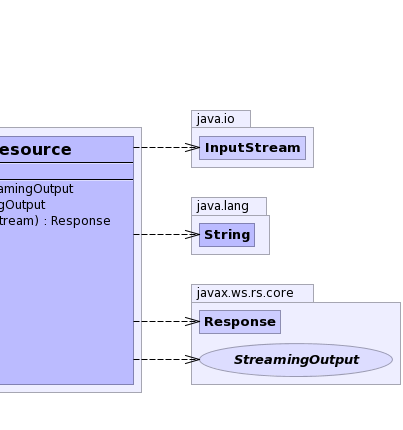 java.io
InputStream
esource
amingOutput
gOutput
tream) : Response
java.lang
String
javax.ws.rs.core
Response
StreamingOutput